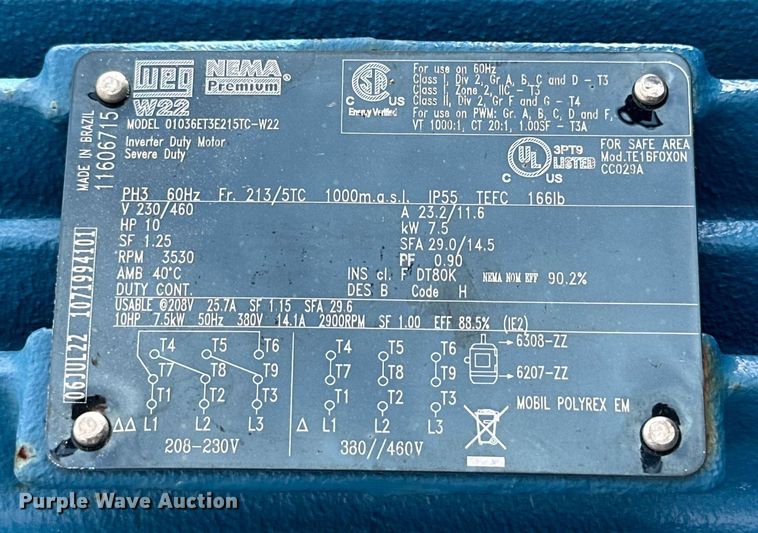 WEG
W22
NEMA
Premium®
MODEL 01036ET3E215TC-W22
Inverter Duty Motor
Severe Duty
MADE IN BRAZIL
11606715
06JUL22 1071994101
C US
Energy Verified
For use on 60Hz
Class I, Div 2, Gr A, B, C and D - T3
Class I, Zone 2, IIC - T3
Class II, Div 2, Gr F and G - T4
For use on PWM: Gr. A, B, C, D and F,
VT 1000:1, CT 20:1, 1.00SF - T3A
UL
C US
3PT9
LISTED
FOR SAFE AREA
Mod.TE1BF0X0N
CC029A
PH3 60Hz Fr. 213/5TC 1000m.a.s.l. IP55 TEFC 166lb
V 230/460 A 23.2/11.6
HP 10 kW 7.5
SF 1.25 SFA 29.0/14.5
RPM 3530 PF 0.90
AMB 40°C INS cl. F DT80K NEMA NOM EFF 90.2%
DUTY CONT. DES B Code H
USABLE @208V 25.7A SF 1.15 SFA 29.6
10HP 7.5kW 50Hz 380V 14.1A 2900RPM SF 1.00 EFF 88.5% (IE2)
T4 T5 T6 T4 T5 T6
T7 T8 T9 T7 T8 T9
T1 T2 T3 T1 T2 T3
ΔΔ L1 L2 L3 Δ L1 L2 L3
208-230V 380//460V
6308-ZZ
6207-ZZ
MOBIL POLYREX EM
Purple Wave Auction